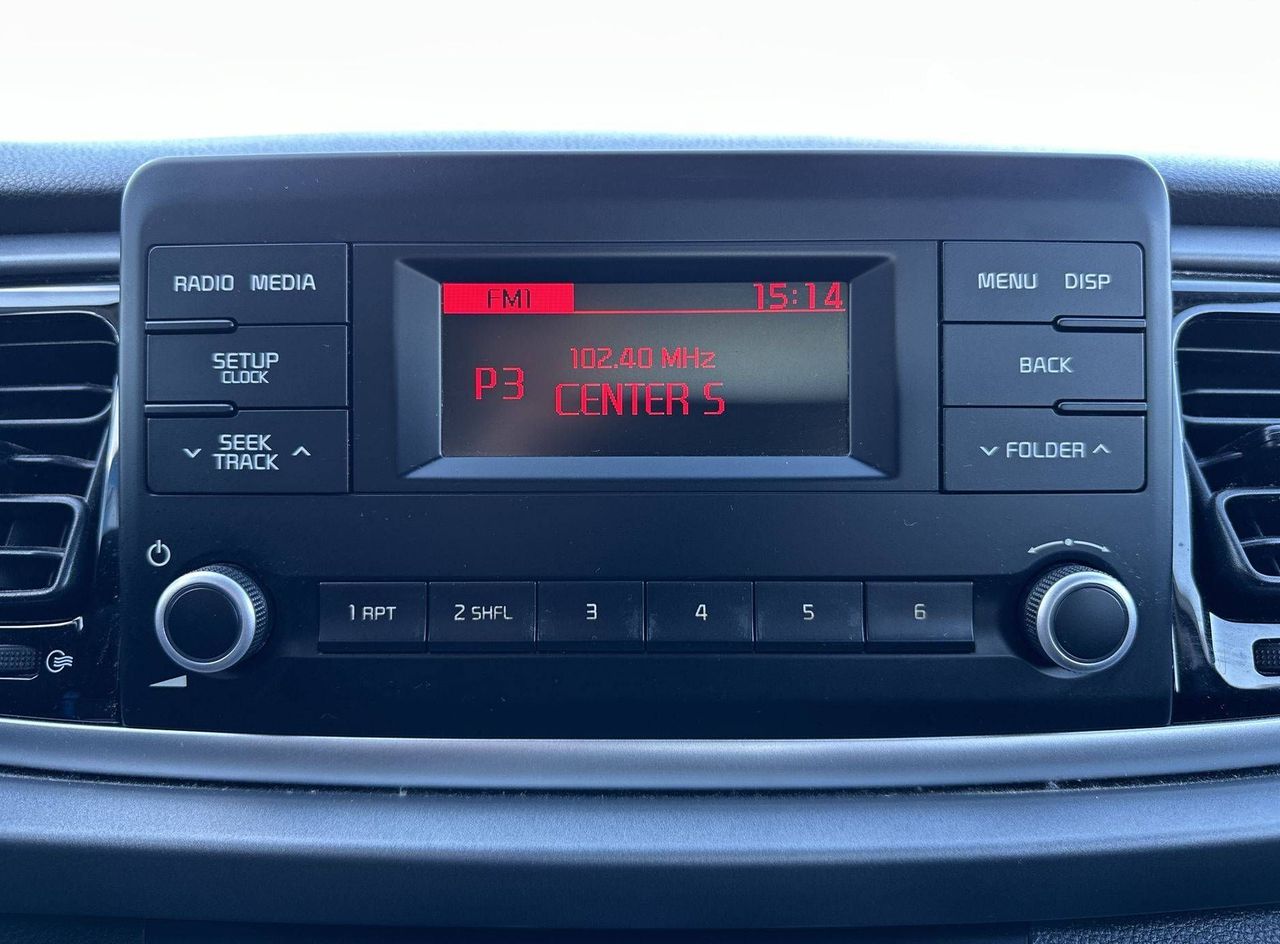 RADIO MEDIA
SETUP
CLOCK
SEEK
TRACK
FM1 15:14
102.40 MHz
P3 CENTER S
MENU DISP
BACK
FOLDER
1 RPT 2 SHFL 3 4 5 6